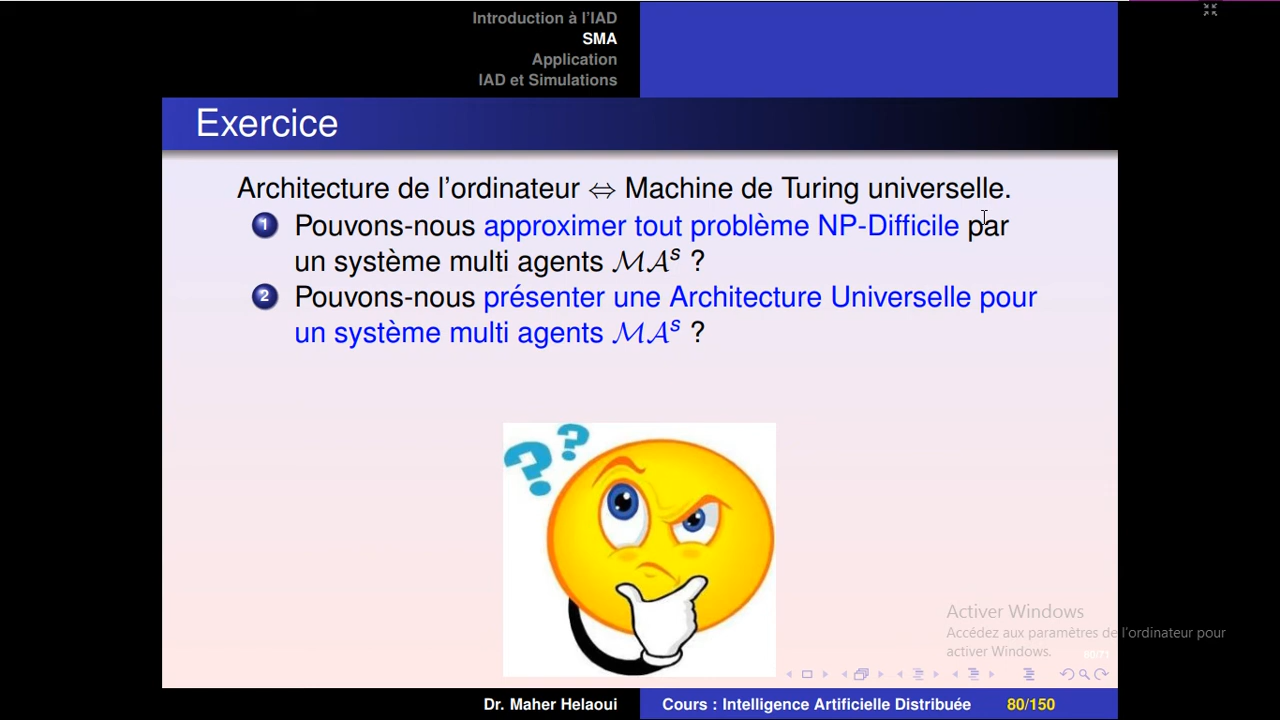 Introduction à l'IAD
SMA
Application
IAD et Simulations
Exercice
Architecture de l'ordinateur ⇔ Machine de Turing universelle.
1 Pouvons-nous approximer tout problème NP-Difficile par
un système multi agents 𝓜𝓐ˢ ?
2 Pouvons-nous présenter une Architecture Universelle pour
un système multi agents 𝓜𝓐ˢ ?
? ?
Activer Windows
Accédez aux paramètres de l'ordinateur pour
activer Windows.
Dr. Maher Helaoui
Cours : Intelligence Artificielle Distribuée
80/150